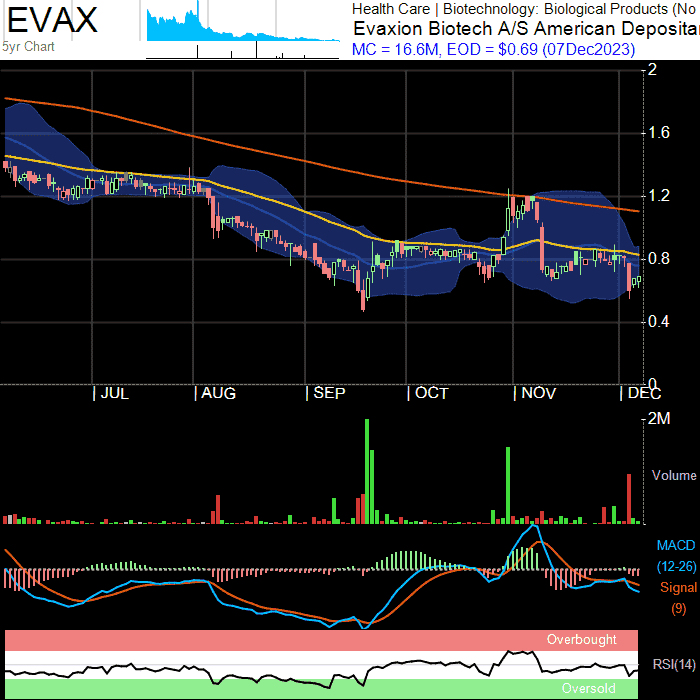 EVAX
5yr Chart
Health Care | Biotechnology: Biological Products (No
Evaxion Biotech A/S American Depositar
MC = 16.6M, EOD = $0.69 (07Dec2023)
2
1.6
1.2
0.8
0.4
0
JUL AUG SEP OCT NOV DEC
2M
Volume
MACD
(12-26)
Signal
(9)
Overbought
RSI(14)
Oversold